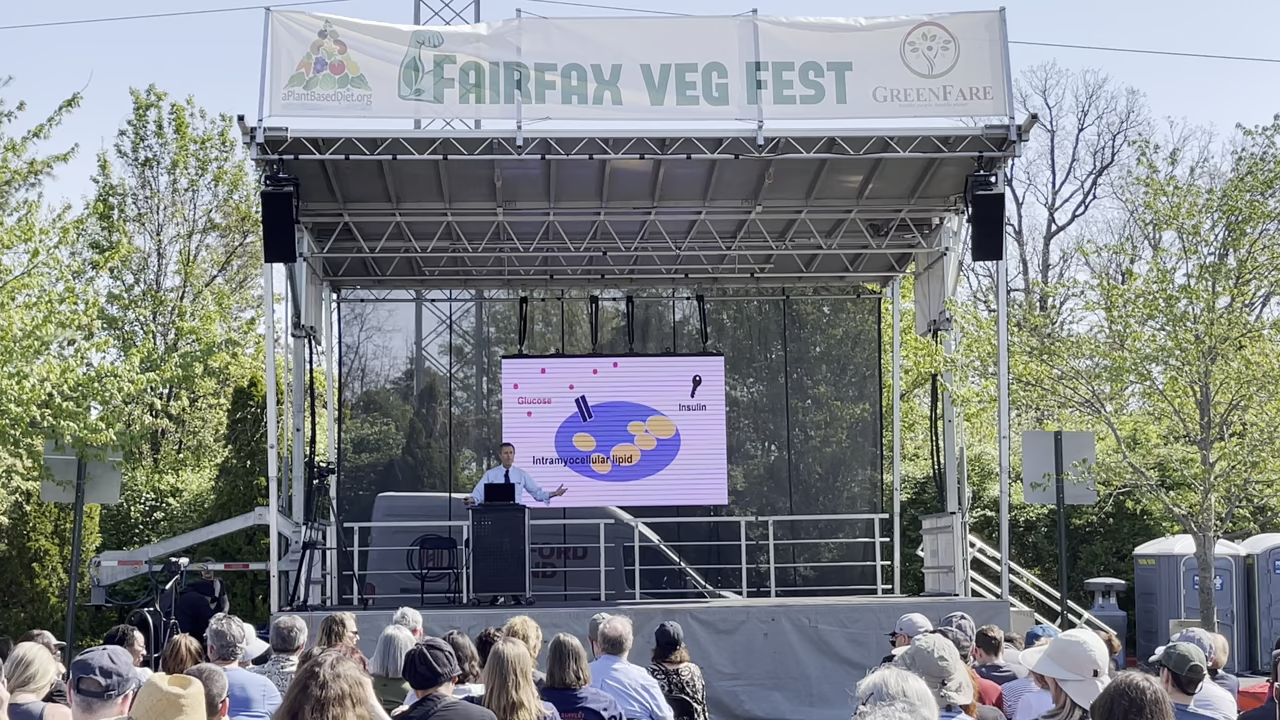 aPlantBasedDiet.org
FAIRFAX VEG FEST
GREENFARE
Glucose
Insulin
Intramyocellular lipid